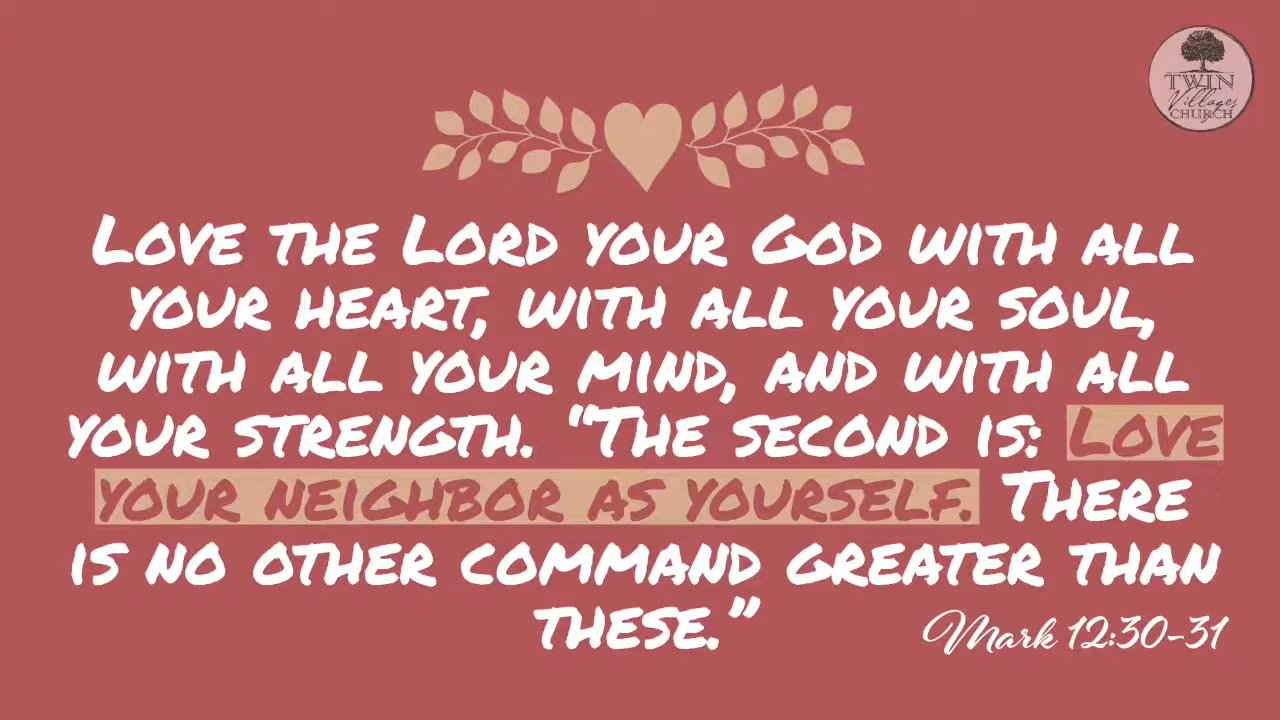 TWIN
Villages
CHURCH
Love the Lord your God with all
your heart, with all your soul,
with all your mind, and with all
your strength. “The second is: Love
your neighbor as yourself. There
is no other command greater than
these.”
Mark 12:30-31